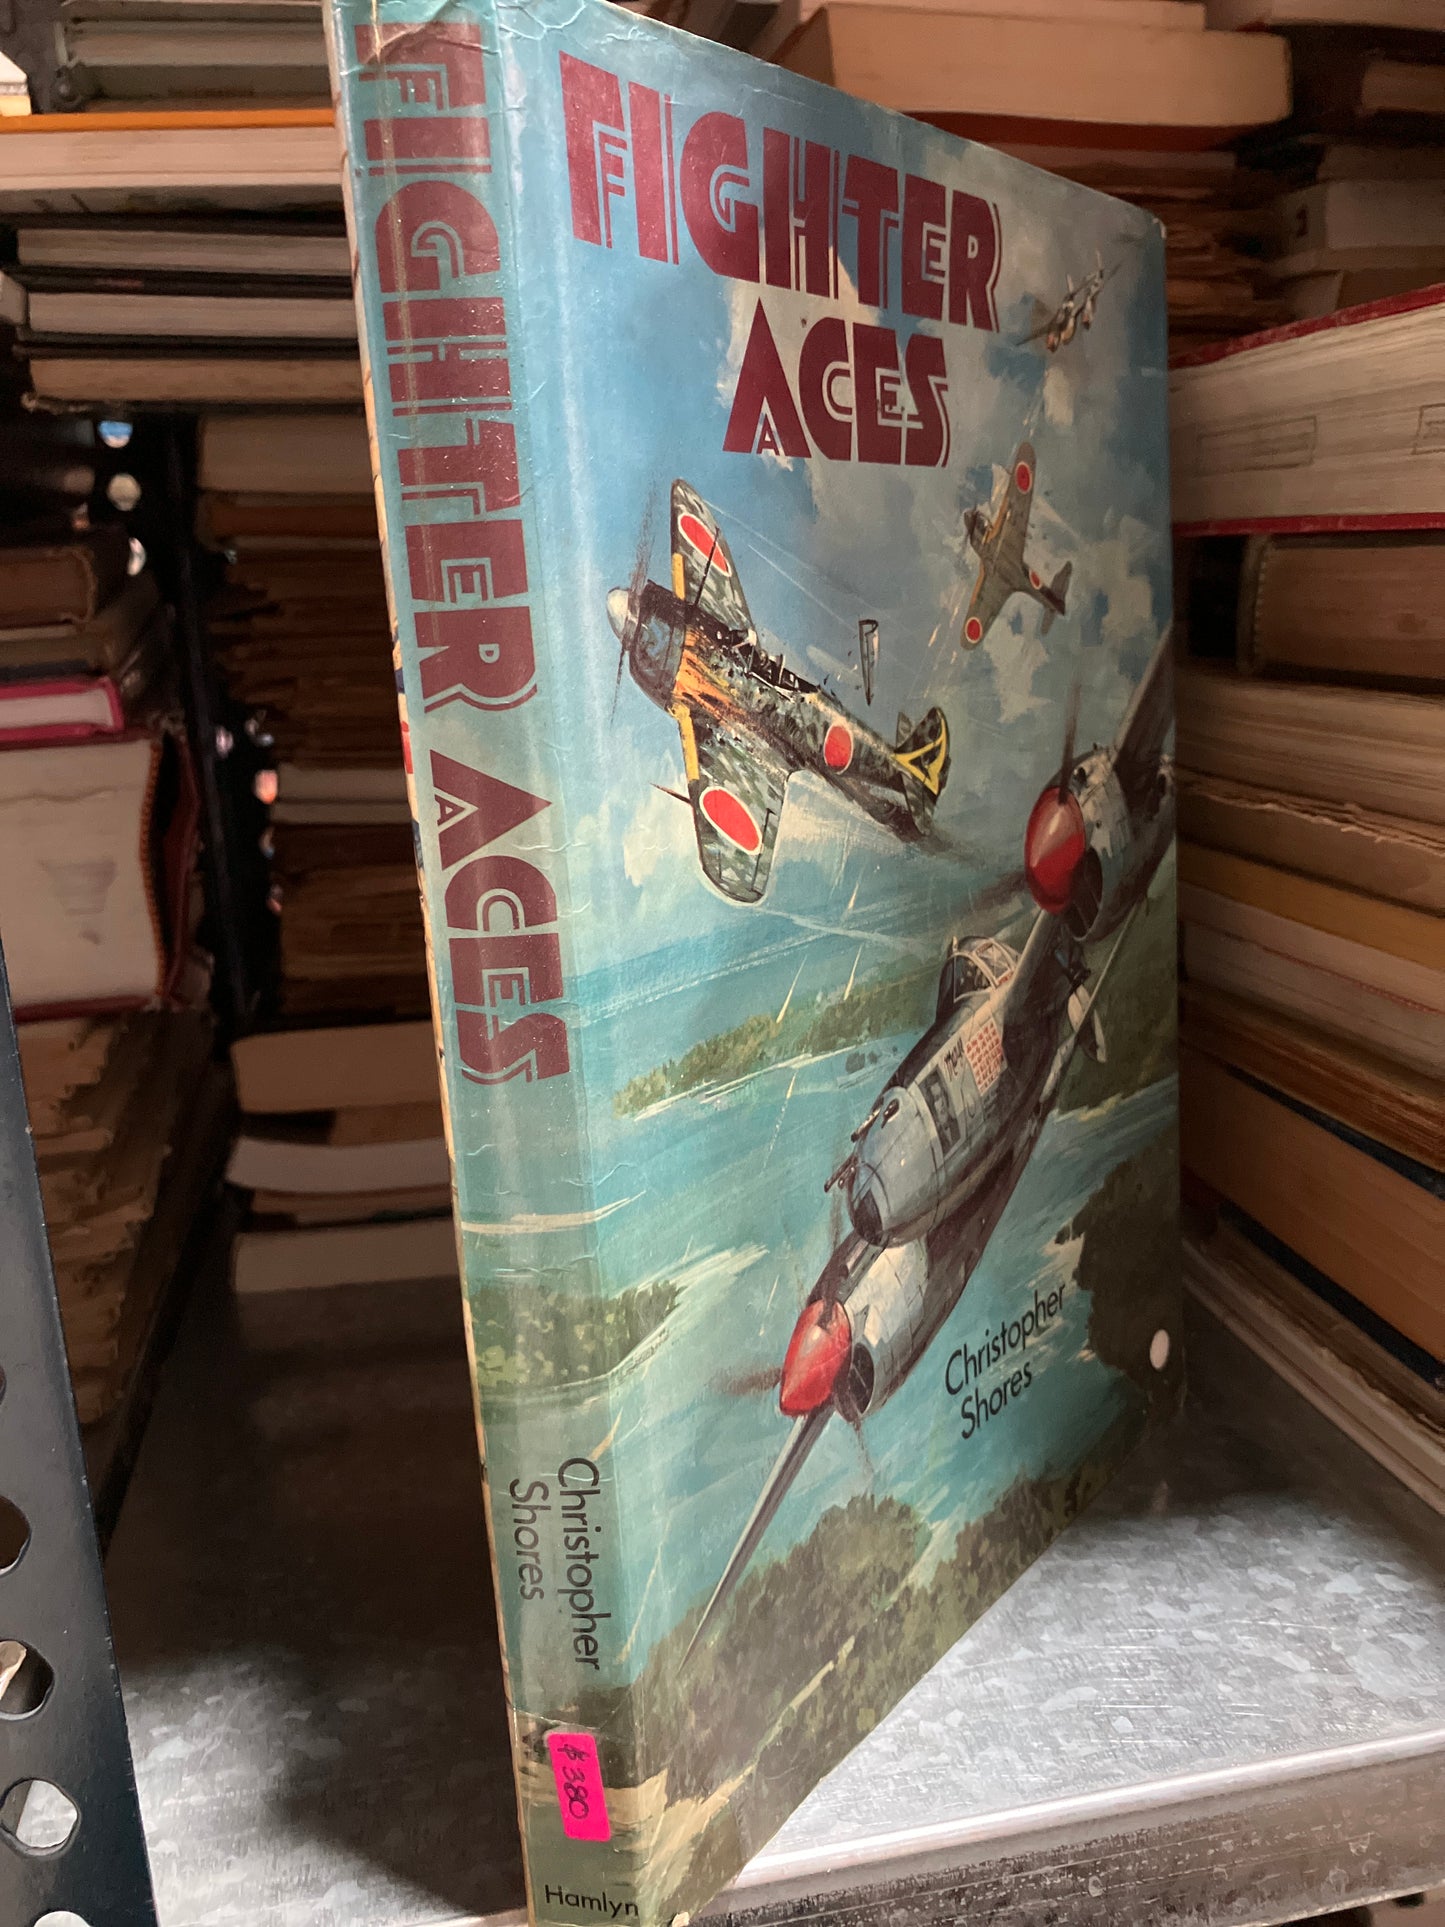 FIGHTER ACES
Christopher
Shores
$380
Hamlyn
FIGHTER
ACES
Christopher
Shores